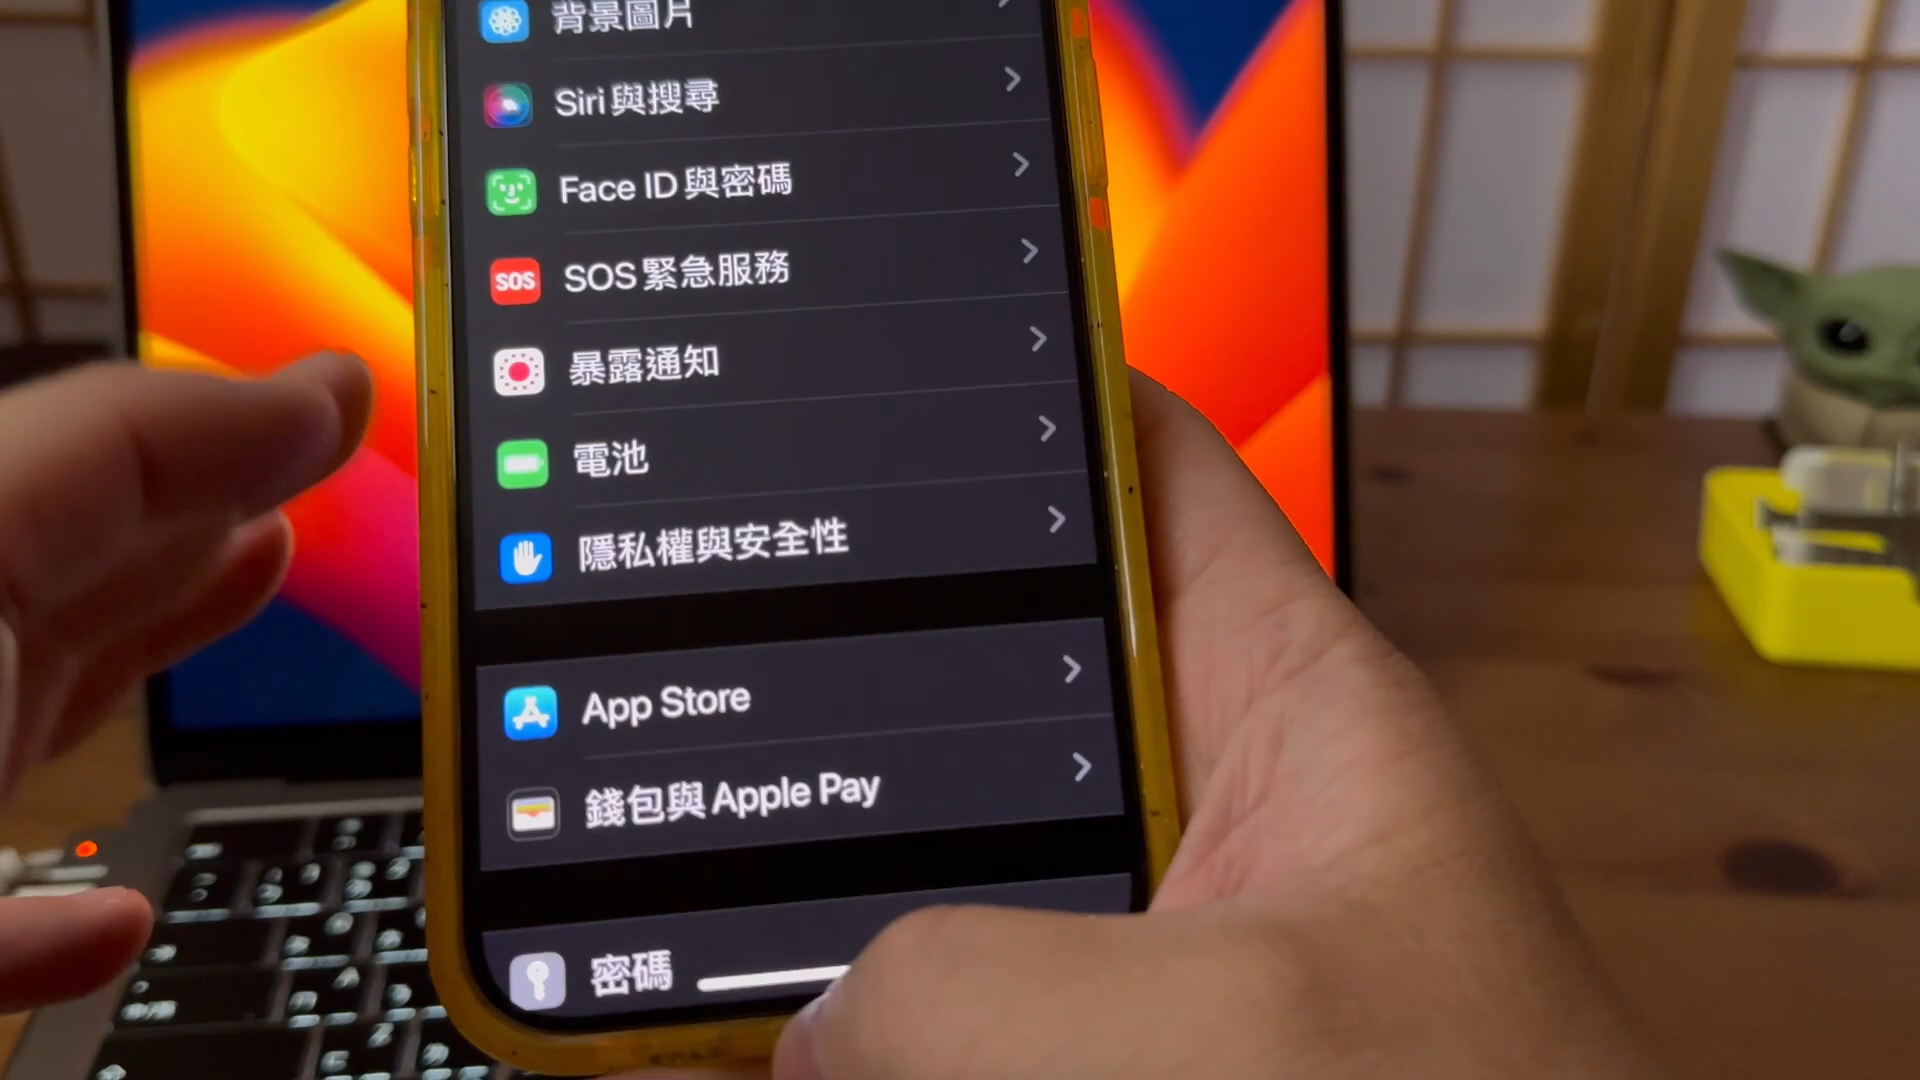 背景圖片
Siri與搜尋
Face ID與密碼
SOS
SOS緊急服務
暴露通知
電池
隱私權與安全性
App Store
錢包與Apple Pay
密碼